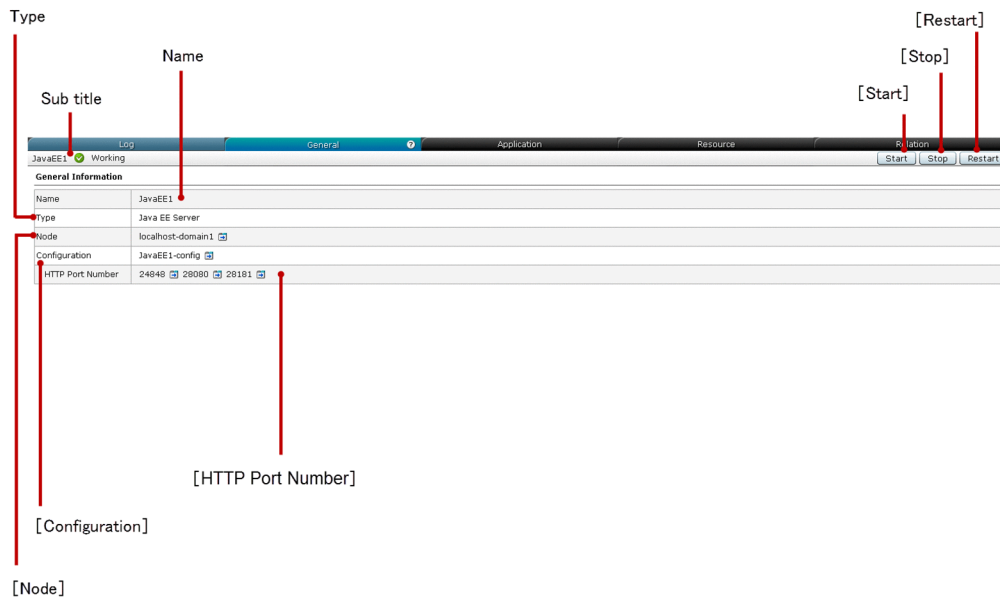 Type
[Restart]
Name
[Stop]
Sub title
[Start]
Log General ? Application Resource Relation
JavaEE1 Working Start Stop Restart
General Information
Name JavaEE1
Type Java EE Server
Node localhost-domain1
Configuration JavaEE1-config
HTTP Port Number 24848 28080 28181
[HTTP Port Number]
[Configuration]
[Node]